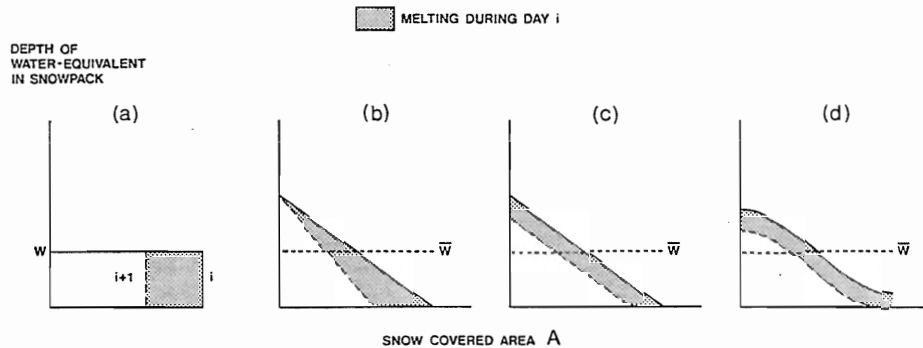 MELTING DURING DAY i
DEPTH OF
WATER-EQUIVALENT
IN SNOWPACK
(a) (b) (c) (d)
W W̅ W̅ W̅
i+1 i
SNOW COVERED AREA A